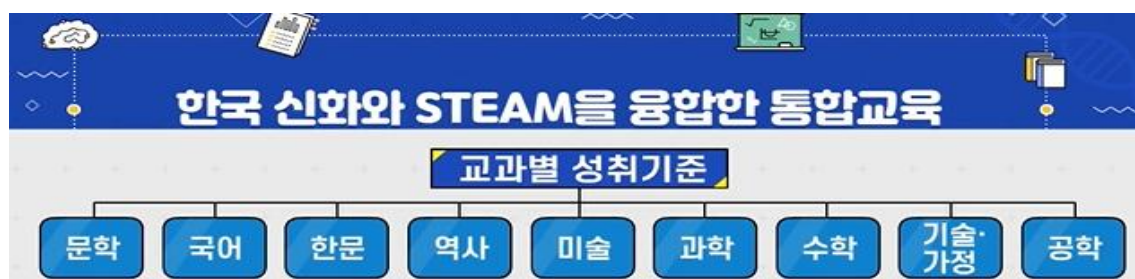 한국 신화와 STEAM을 융합한 통합교육
교과별 성취기준
문학 국어 한문 역사 미술 과학 수학 기술·가정 공학